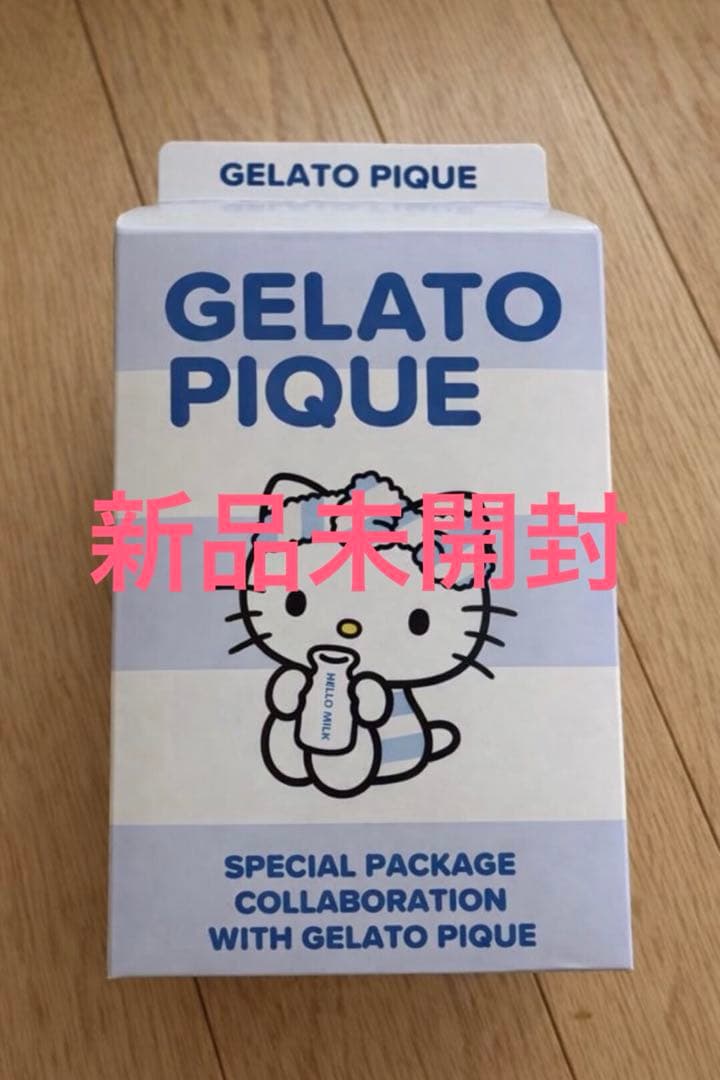 GELATO PIQUE
GELATO
PIQUE
新品未開封
HELLO MILK
SPECIAL PACKAGE
COLLABORATION
WITH GELATO PIQUE